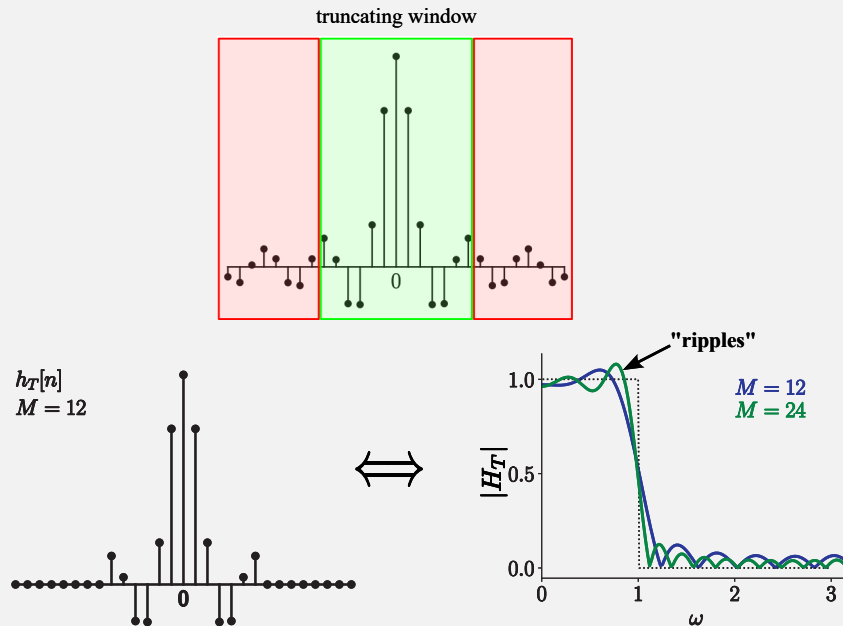 truncating window
0
h_T[n]
M = 12
0
"ripples"
M = 12
M = 24
|H_T|
1.0
0.5
0.0
0
1
2
3
ω